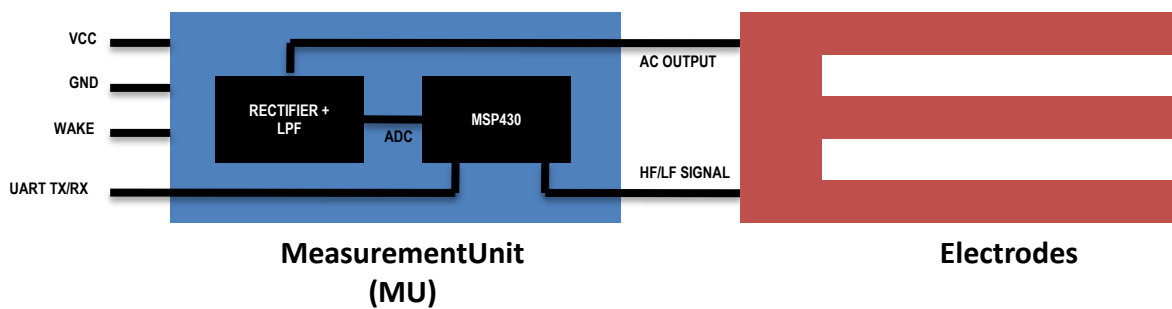 VCC
GND
WAKE
UART TX/RX
RECTIFIER +
LPF
ADC
MSP430
AC OUTPUT
HF/LF SIGNAL
MeasurementUnit
(MU)
Electrodes